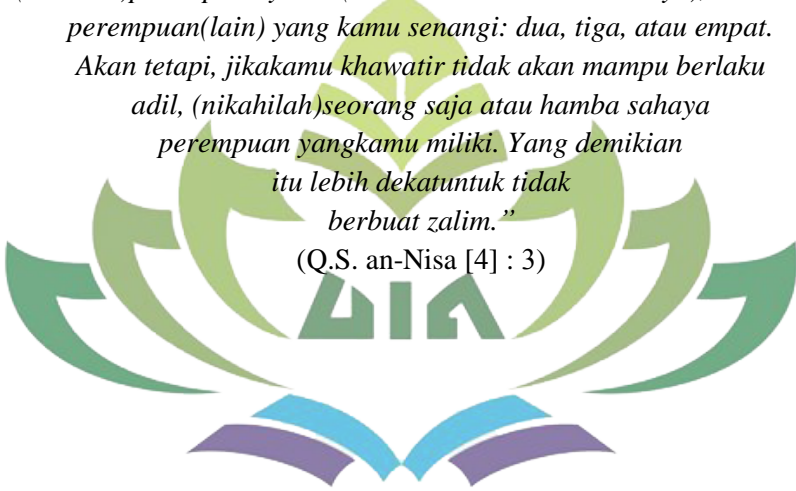 perempuan(lain) yang kamu senangi: dua, tiga, atau empat.
Akan tetapi, jikakamu khawatir tidak akan mampu berlaku
adil, (nikahilah)seorang saja atau hamba sahaya
perempuan yangkamu miliki. Yang demikian
itu lebih dekatuntuk tidak
berbuat zalim.”
(Q.S. an-Nisa [4] : 3)
UIN